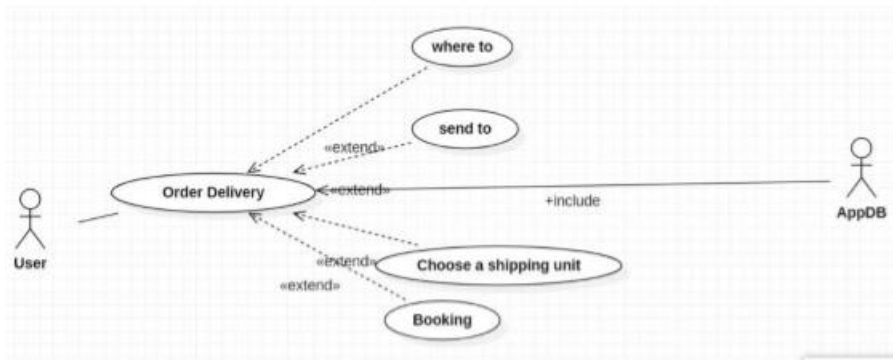 where to
send to
«extend»
Order Delivery
«extend»
+include
AppDB
User
«extend»
Choose a shipping unit
«extend»
Booking